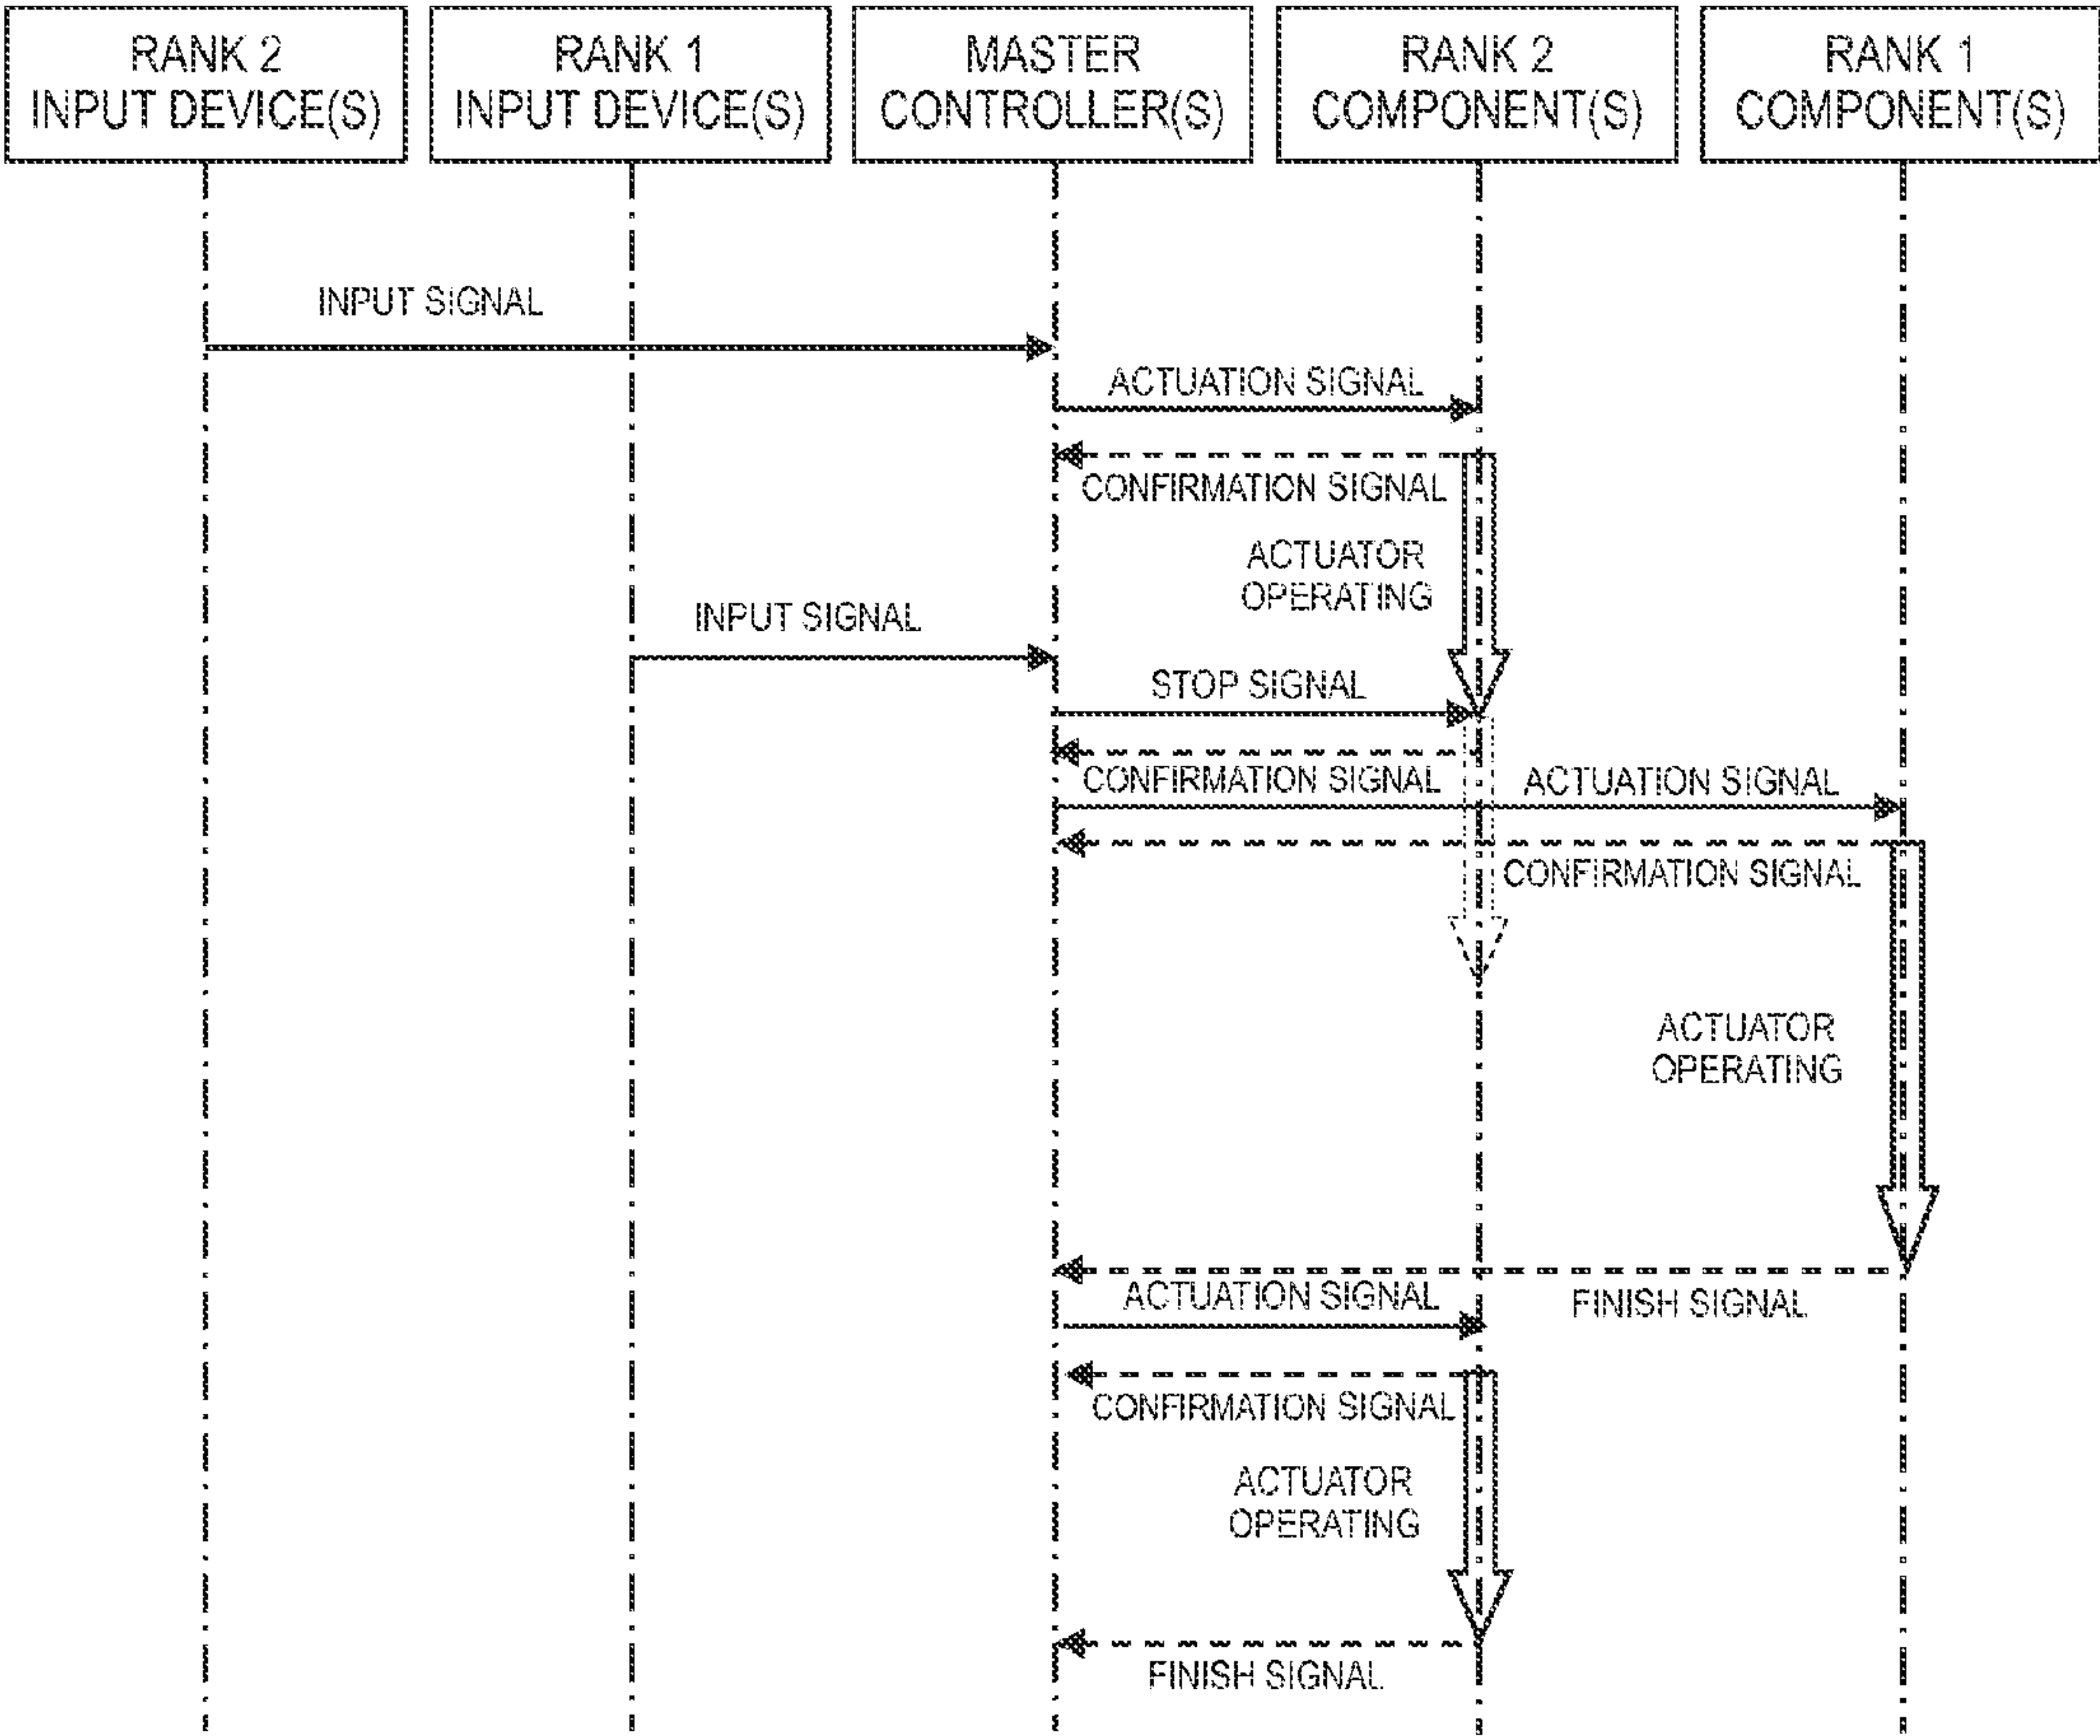 RANK 2
INPUT DEVICE(S)
RANK 1
INPUT DEVICE(S)
MASTER
CONTROLLER(S)
RANK 2
COMPONENT(S)
RANK 1
COMPONENT(S)
INPUT SIGNAL
ACTUATION SIGNAL
CONFIRMATION SIGNAL
ACTUATOR
OPERATING
INPUT SIGNAL
STOP SIGNAL
CONFIRMATION SIGNAL
ACTUATION SIGNAL
CONFIRMATION SIGNAL
ACTUATOR
OPERATING
ACTUATION SIGNAL
FINISH SIGNAL
CONFIRMATION SIGNAL
ACTUATOR
OPERATING
FINISH SIGNAL